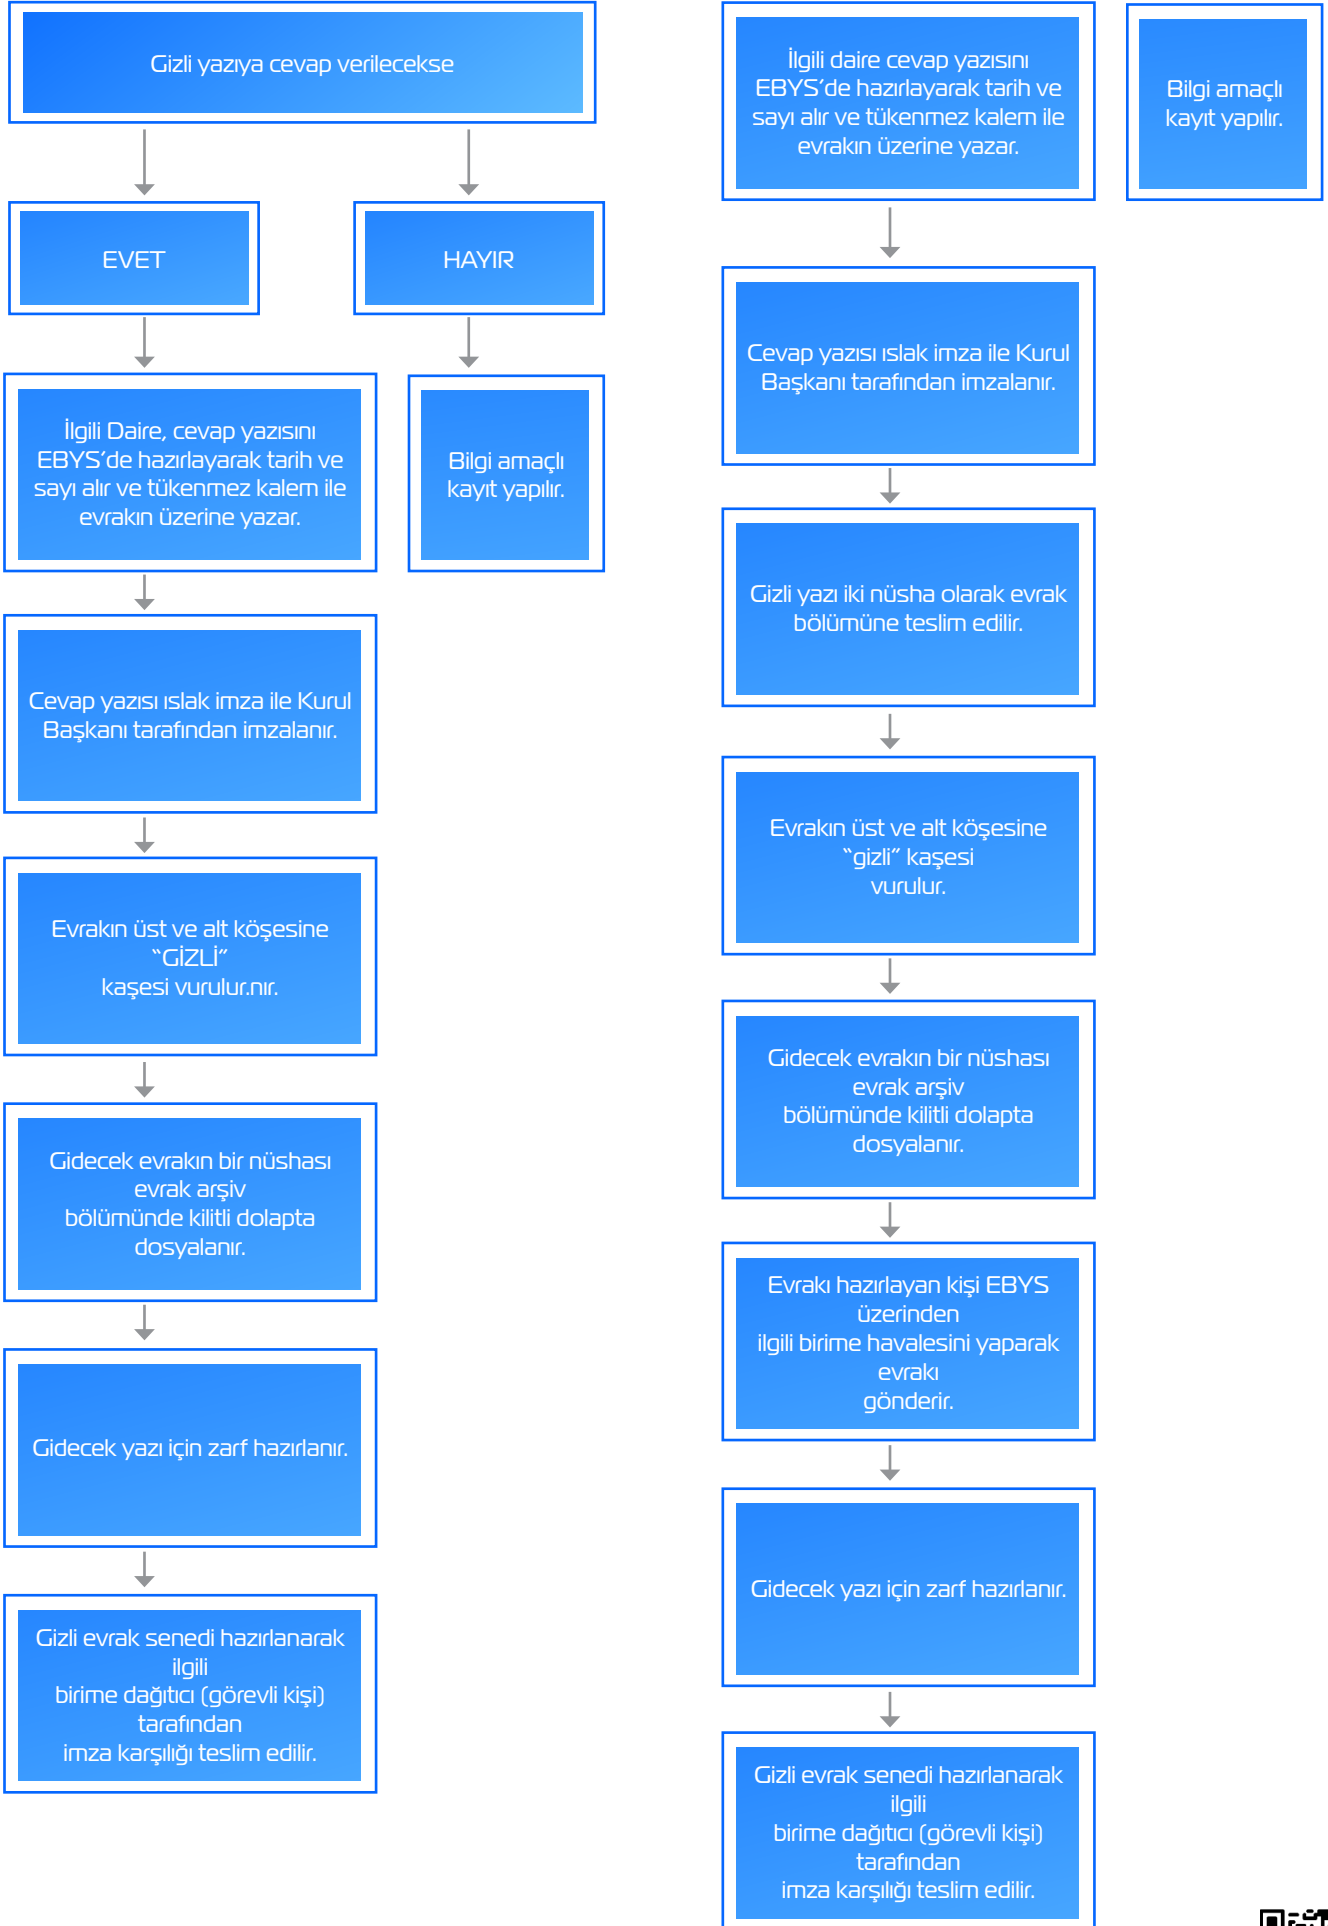 Gizli yazıya cevap verilecekse
EVET
HAYIR
İlgili Daire, cevap yazısını
EBYS’de hazırlayarak tarih ve
sayı alır ve tükenmez kalem ile
evrakın üzerine yazar.
Bilgi amaçlı
kayıt yapılır.
Cevap yazısı ıslak imza ile Kurul
Başkanı tarafından imzalanır.
Evrakın üst ve alt köşesine
“GİZLİ”
kaşesi vurulur.nır.
Gidecek evrakın bir nüshası
evrak arşiv
bölümünde kilitli dolapta
dosyalanır.
Gidecek yazı için zarf hazırlanır.
Gizli evrak senedi hazırlanarak
ilgili
birime dağıtıcı (görevli kişi)
tarafından
imza karşılığı teslim edilir.
İlgili daire cevap yazısını
EBYS’de hazırlayarak tarih ve
sayı alır ve tükenmez kalem ile
evrakın üzerine yazar.
Bilgi amaçlı
kayıt yapılır.
Cevap yazısı ıslak imza ile Kurul
Başkanı tarafından imzalanır.
Gizli yazı iki nüsha olarak evrak
bölümüne teslim edilir.
Evrakın üst ve alt köşesine
“gizli” kaşesi
vurulur.
Gidecek evrakın bir nüshası
evrak arşiv
bölümünde kilitli dolapta
dosyalanır.
Evrakı hazırlayan kişi EBYS
üzerinden
ilgili birime havalesini yaparak
evrakı
gönderir.
Gidecek yazı için zarf hazırlanır.
Gizli evrak senedi hazırlanarak
ilgili
birime dağıtıcı (görevli kişi)
tarafından
imza karşılığı teslim edilir.